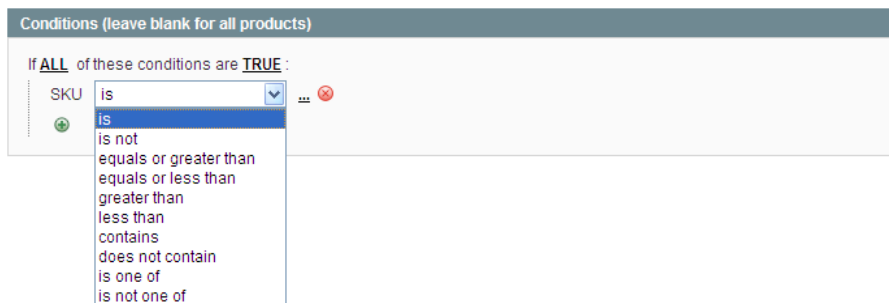 Conditions (leave blank for all products)
If ALL of these conditions are TRUE :
SKU is ...
is
is not
equals or greater than
equals or less than
greater than
less than
contains
does not contain
is one of
is not one of